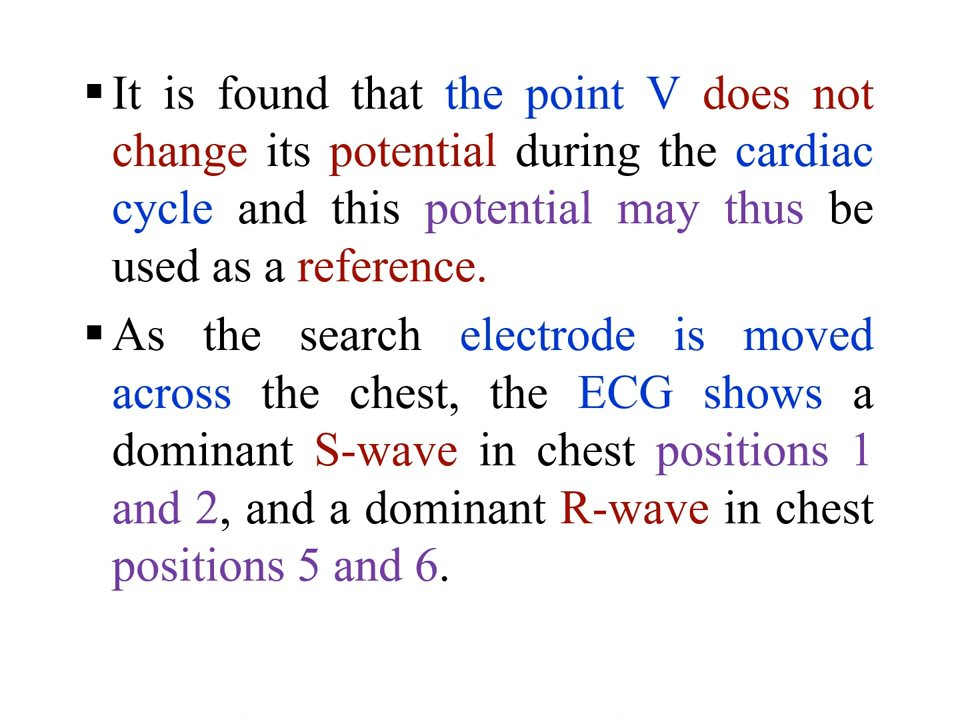 ▪ It is found that the point V does not
change its potential during the cardiac
cycle and this potential may thus be
used as a reference.
▪ As the search electrode is moved
across the chest, the ECG shows a
dominant S-wave in chest positions 1
and 2, and a dominant R-wave in chest
positions 5 and 6.